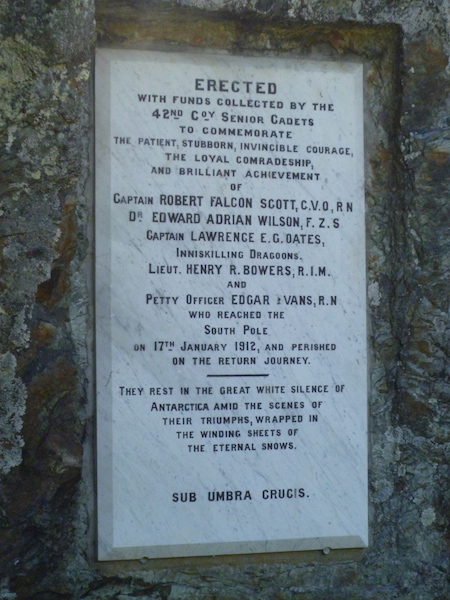 ERECTED
WITH FUNDS COLLECTED BY THE
42ND COY SENIOR CADETS
TO COMMEMORATE
THE PATIENT, STUBBORN, INVINCIBLE COURAGE,
THE LOYAL COMRADESHIP,
AND BRILLIANT ACHIEVEMENT
OF
CAPTAIN ROBERT FALCON SCOTT, C.V.O, R.N
DR EDWARD ADRIAN WILSON, F.Z.S
CAPTAIN LAWRENCE E.G. OATES,
INNISKILLING DRAGOONS.
LIEUT. HENRY R. BOWERS, R.I.M.
AND
PETTY OFFICER EDGAR EVANS, R.N
WHO REACHED THE
SOUTH POLE
ON 17TH JANUARY 1912, AND PERISHED
ON THE RETURN JOURNEY.
THEY REST IN THE GREAT WHITE SILENCE OF
ANTARCTICA AMID THE SCENES OF
THEIR TRIUMPHS, WRAPPED IN
THE WINDING SHEETS OF
THE ETERNAL SNOWS.
SUB UMBRA CRUCIS.